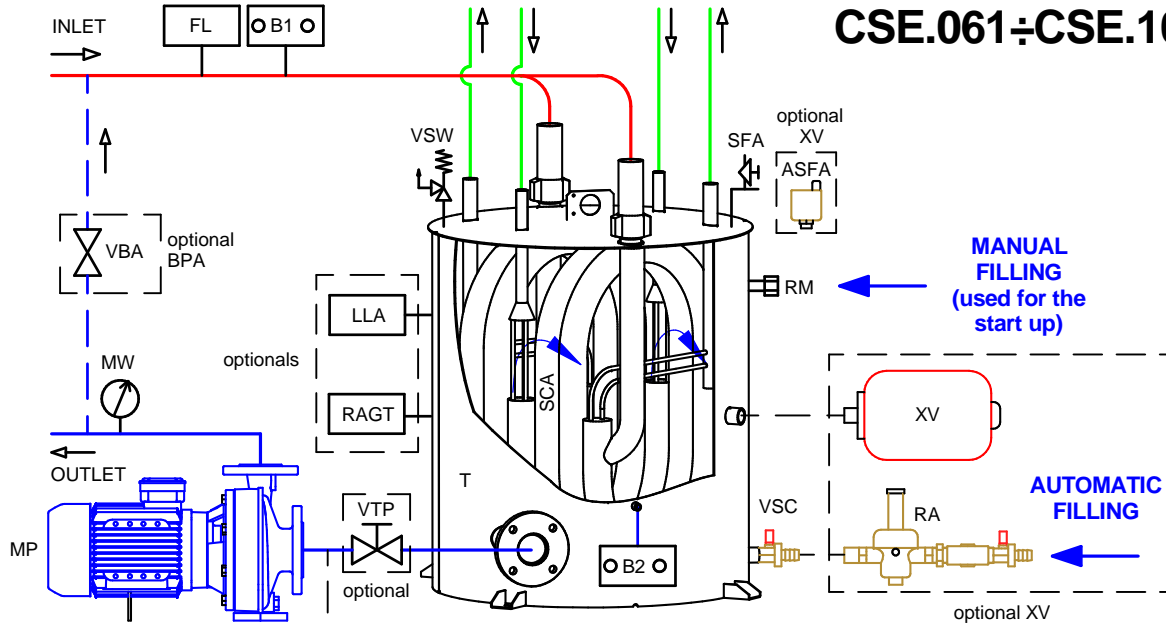 CSE.061÷CSE.10
INLET
FL
B1
VSW
optional
XV
SFA
ASFA
VBA
optional
BPA
MANUAL
FILLING
(used for the
start up)
RM
LLA
optionals
RAGT
SCA
MW
XV
OUTLET
T
VTP
VSC
RA
AUTOMATIC
FILLING
MP
optional
B2
optional XV